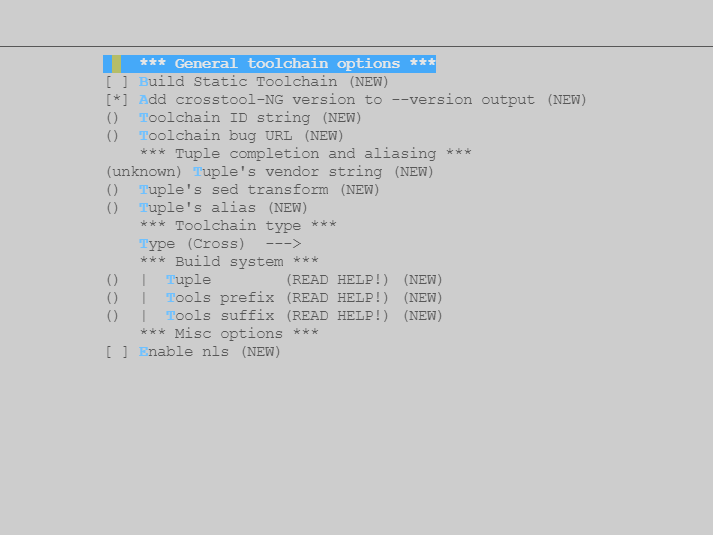 *** General toolchain options ***
[ ] Build Static Toolchain (NEW)
[*] Add crosstool-NG version to --version output (NEW)
() Toolchain ID string (NEW)
() Toolchain bug URL (NEW)
*** Tuple completion and aliasing ***
(unknown) Tuple's vendor string (NEW)
() Tuple's sed transform (NEW)
() Tuple's alias (NEW)
*** Toolchain type ***
Type (Cross) --->
*** Build system ***
() | Tuple (READ HELP!) (NEW)
() | Tools prefix (READ HELP!) (NEW)
() | Tools suffix (READ HELP!) (NEW)
*** Misc options ***
[ ] Enable nls (NEW)